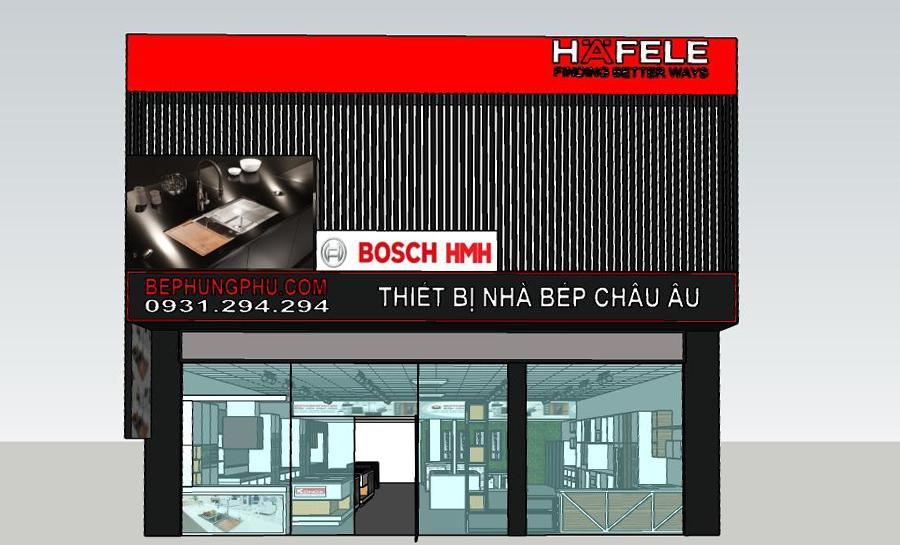 HÄFELE
FINDING BETTER WAYS
BOSCH HMH
BEPHUNGPHU.COM
0931.294.294
THIẾT BỊ NHÀ BẾP CHÂU ÂU